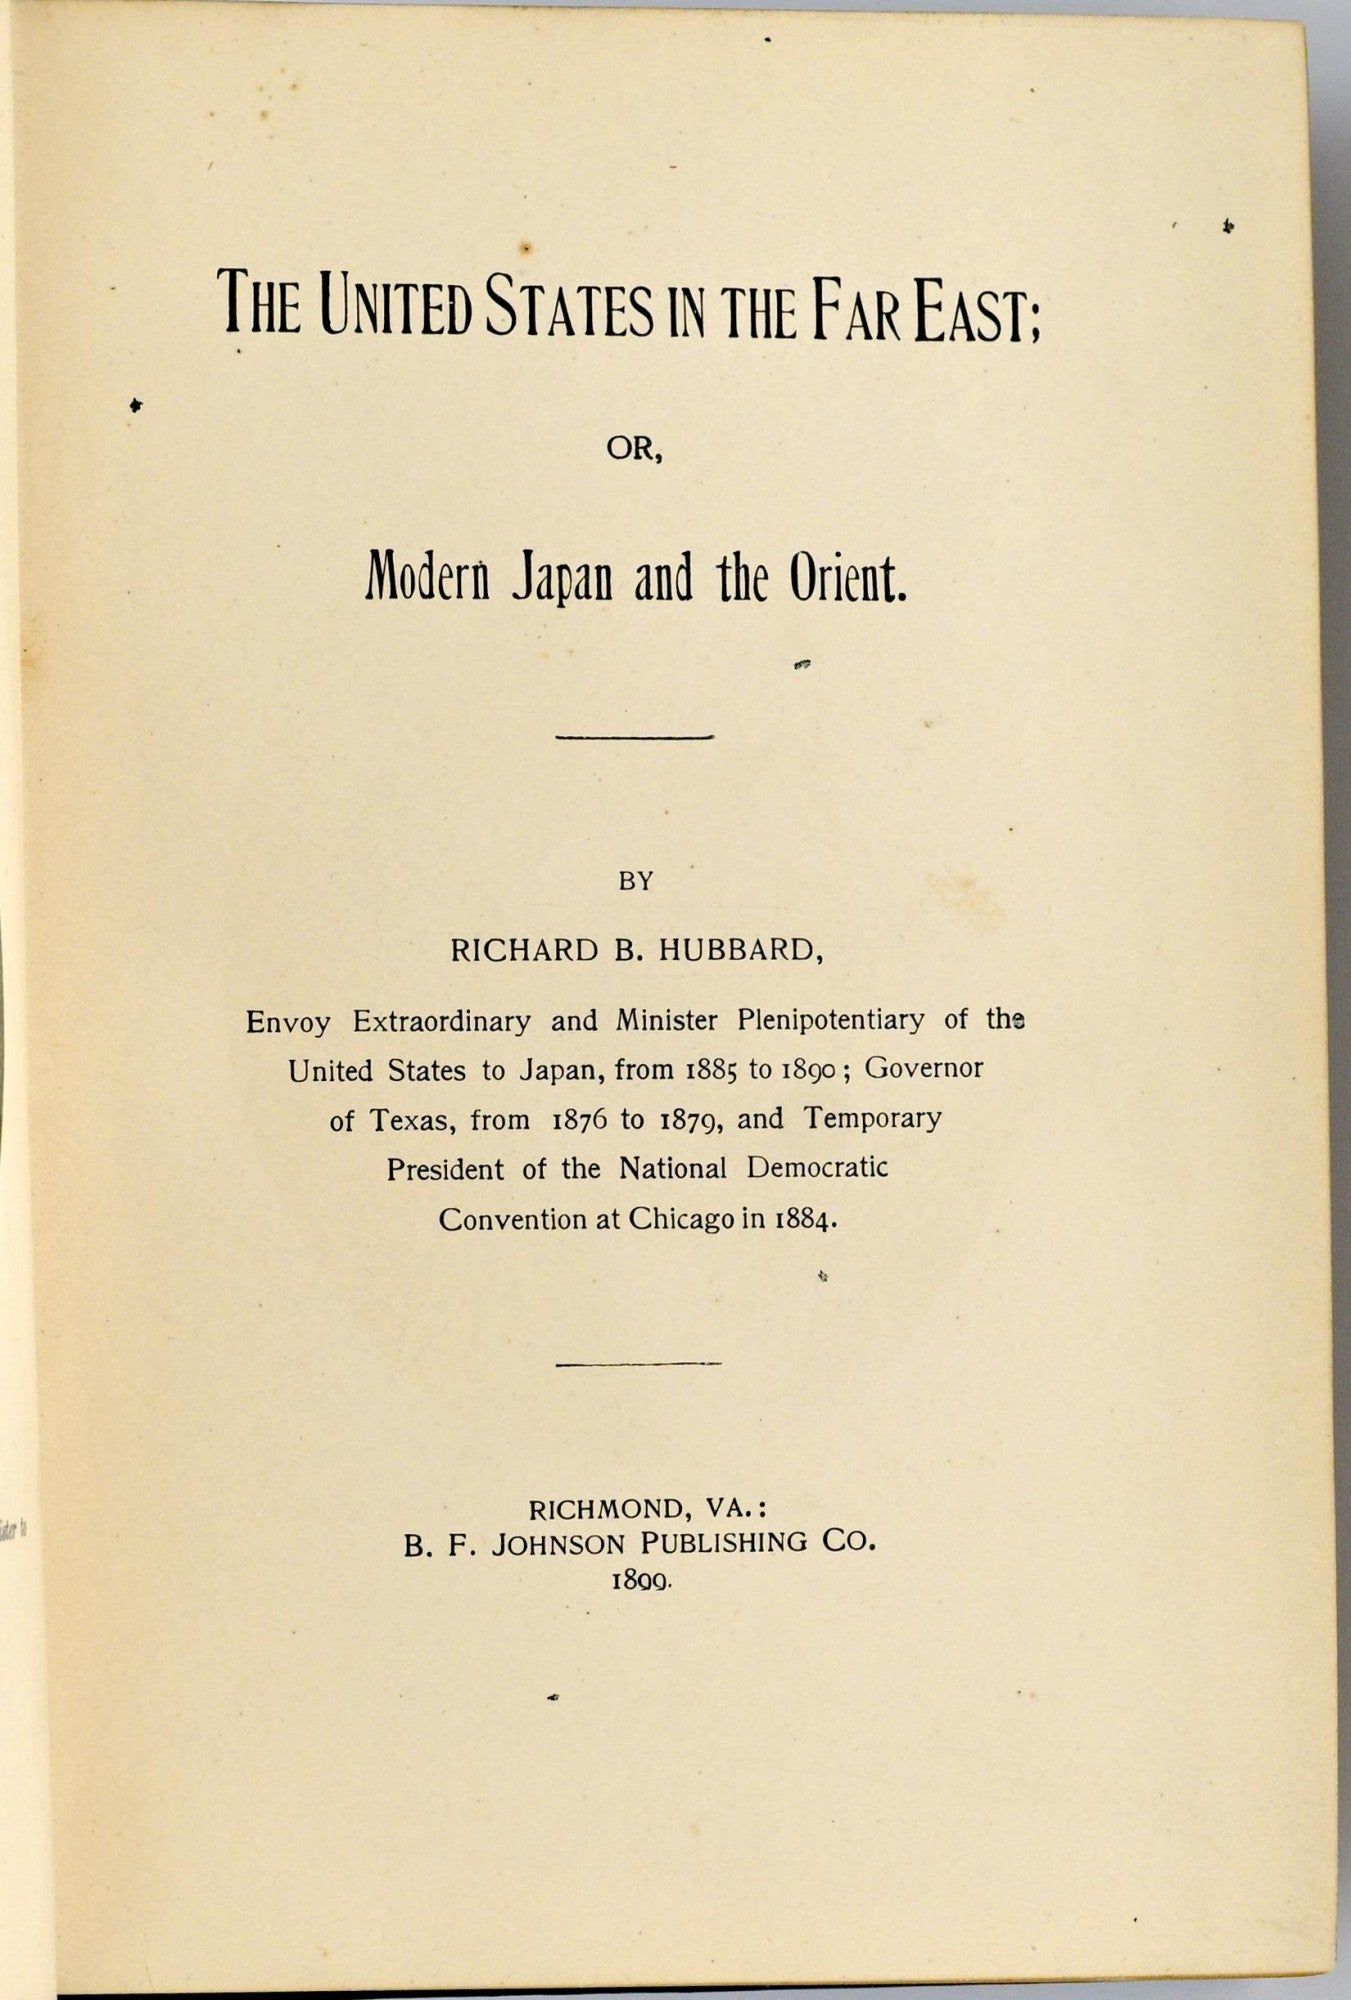 THE UNITED STATES IN THE FAR EAST;
OR,
Modern Japan and the Orient.
BY
RICHARD B. HUBBARD,
Envoy Extraordinary and Minister Plenipotentiary of the
United States to Japan, from 1885 to 1890; Governor
of Texas, from 1876 to 1879, and Temporary
President of the National Democratic
Convention at Chicago in 1884.
RICHMOND, VA.:
B. F. JOHNSON PUBLISHING CO.
1899.